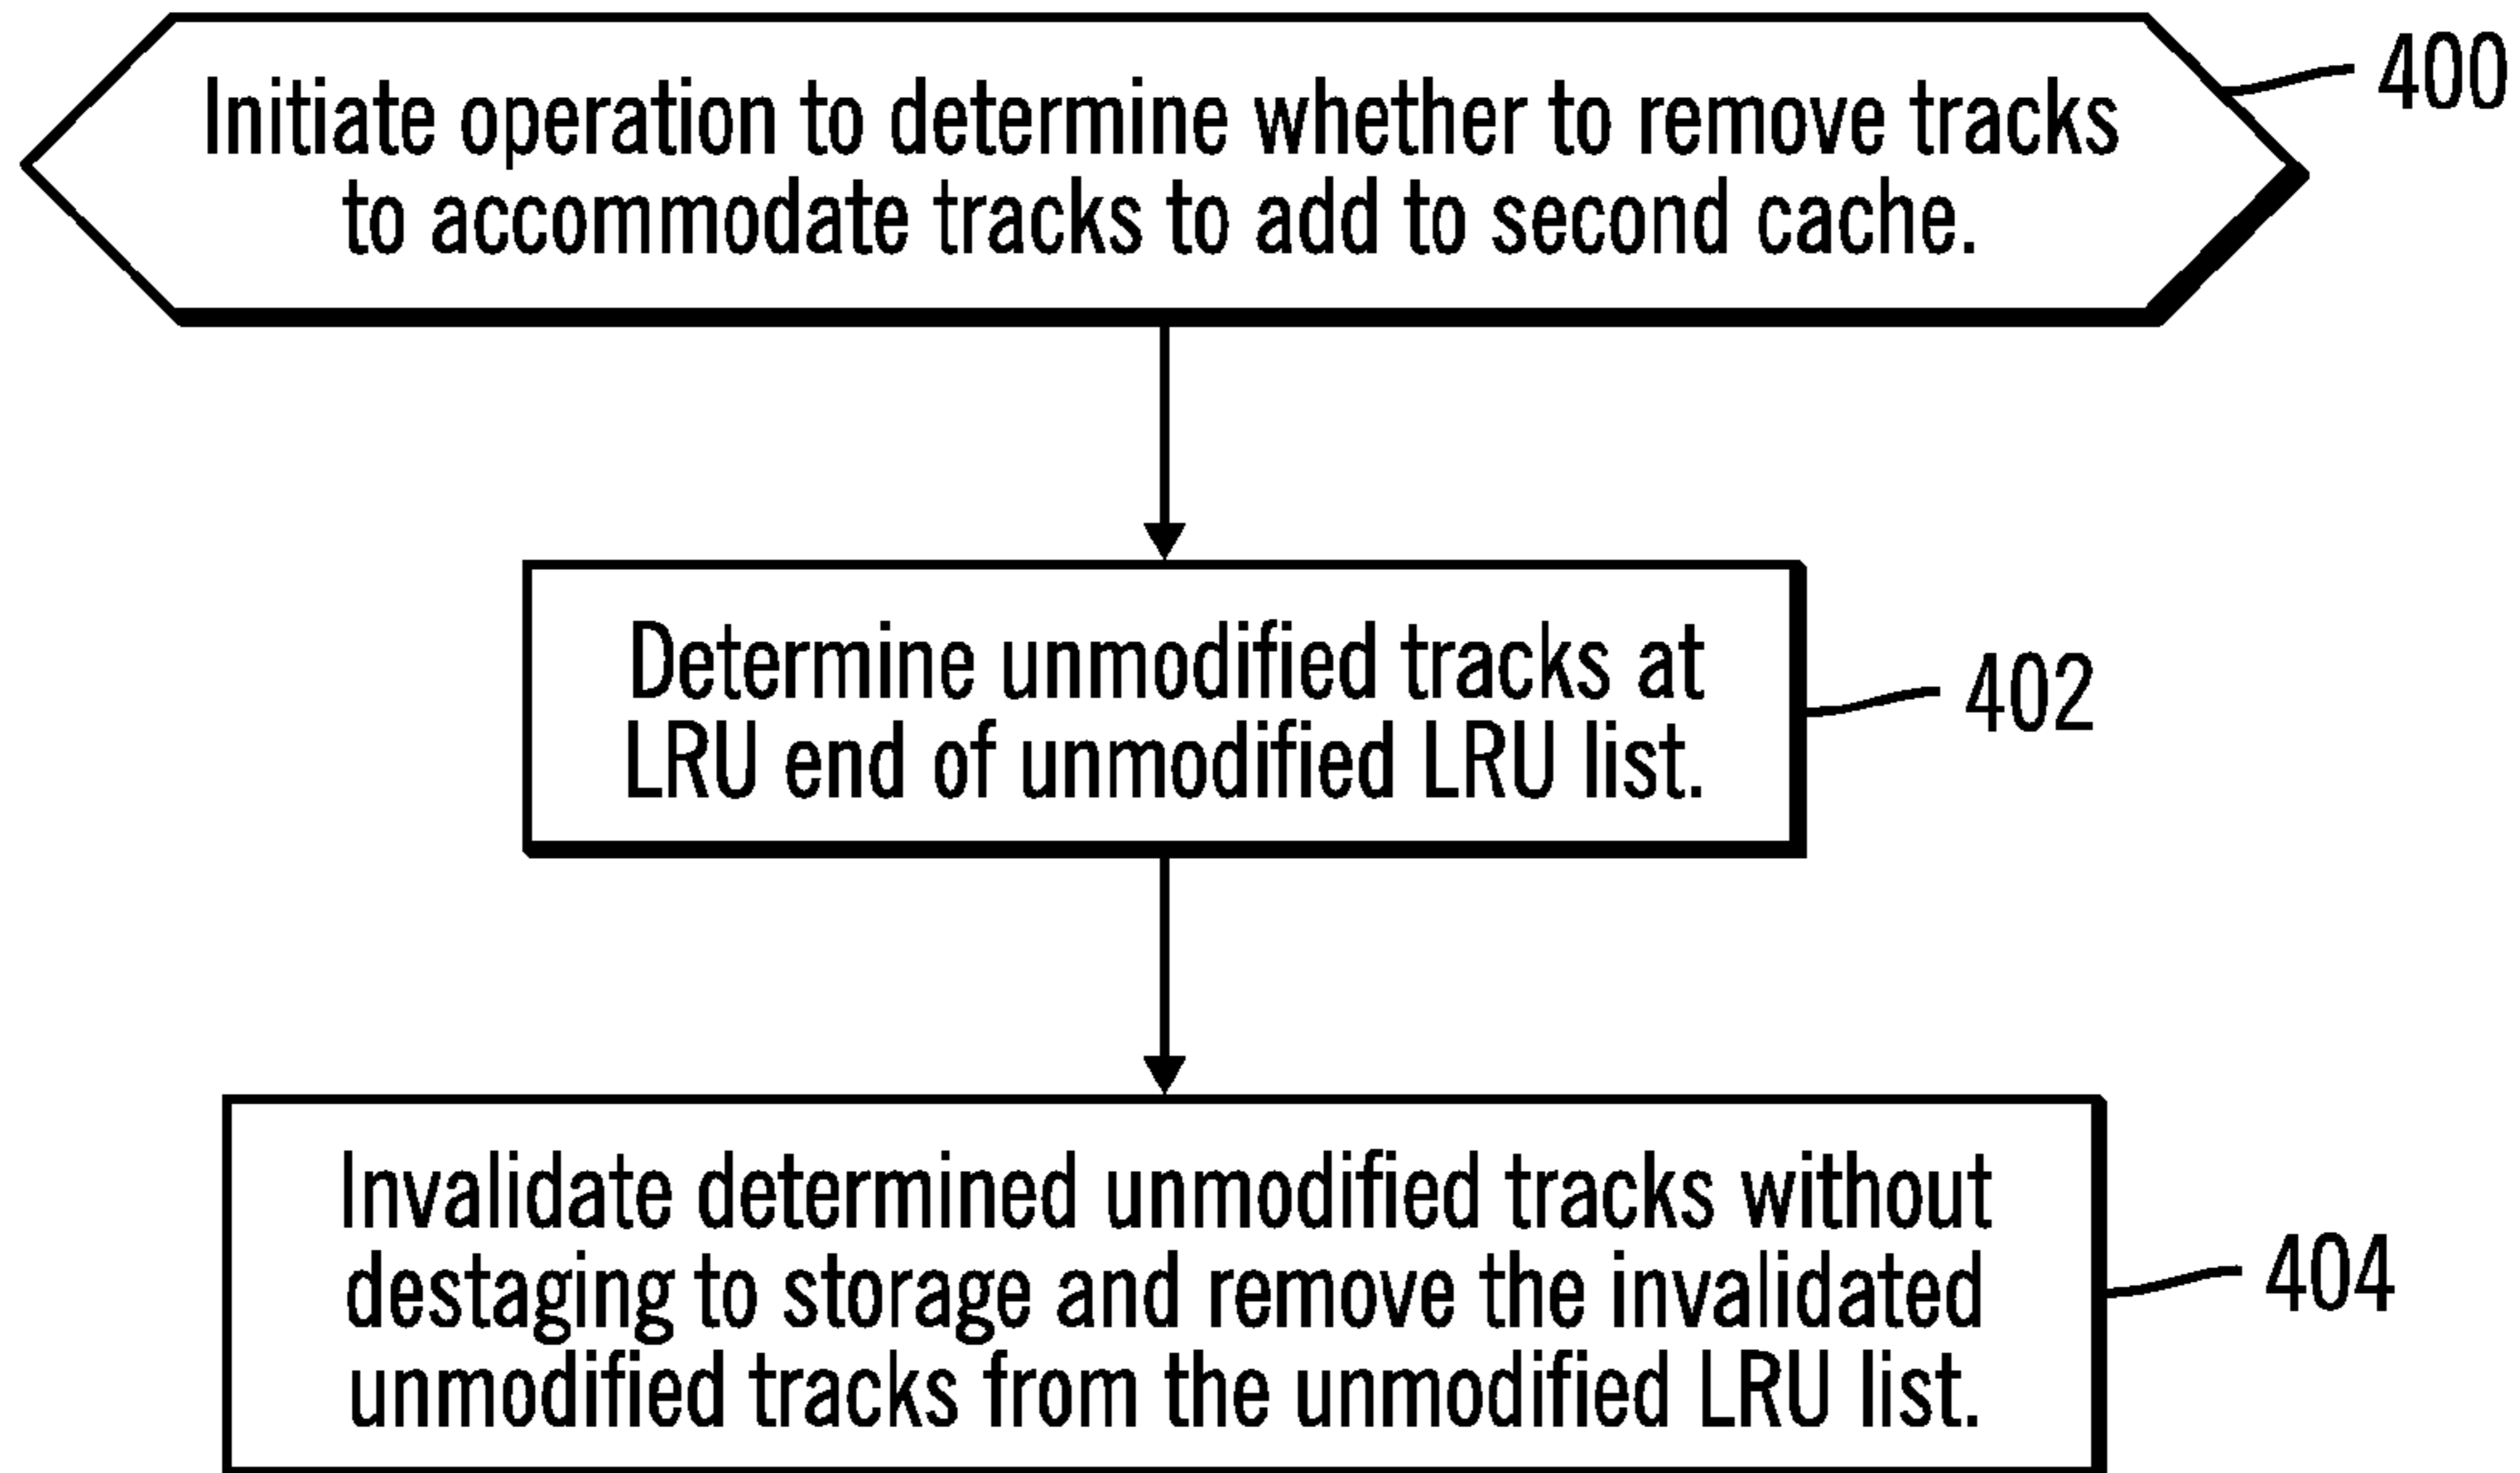 Initiate operation to determine whether to remove tracks
to accommodate tracks to add to second cache.
400
Determine unmodified tracks at
LRU end of unmodified LRU list.
402
Invalidate determined unmodified tracks without
destaging to storage and remove the invalidated
unmodified tracks from the unmodified LRU list.
404